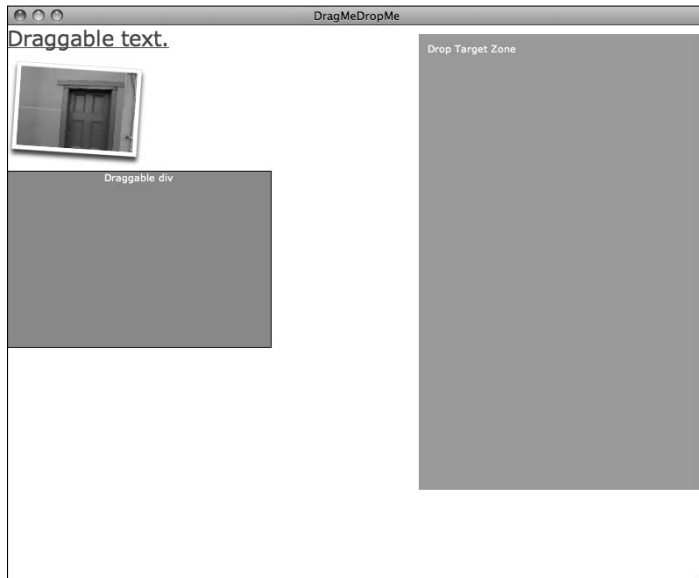 DragMeDropMe
Draggable text.
Drop Target Zone
Draggable div